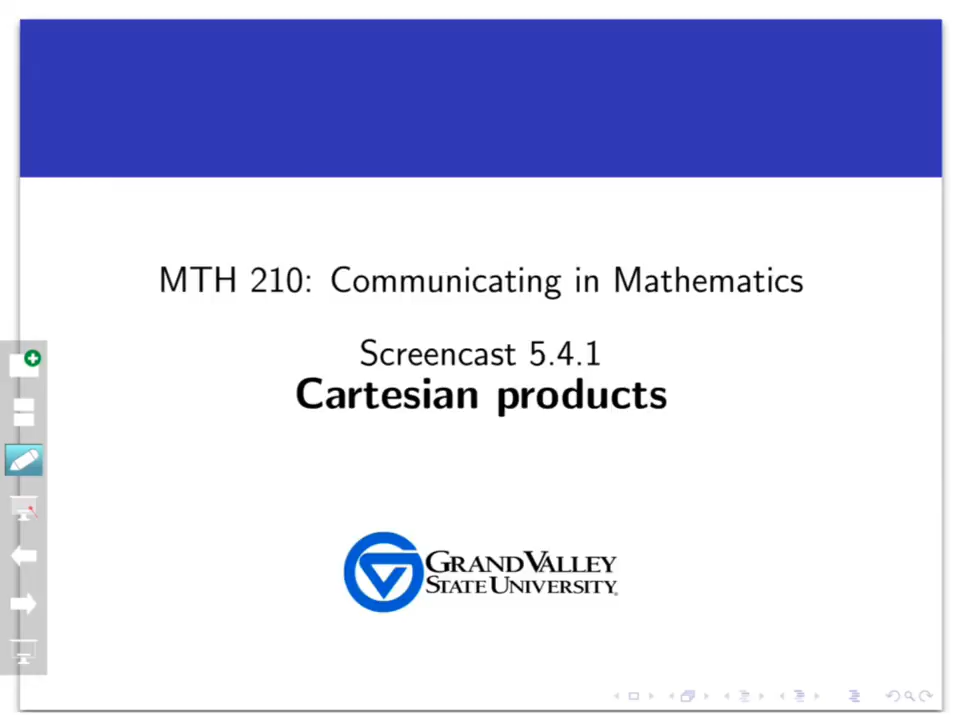 MTH 210: Communicating in Mathematics
Screencast 5.4.1
Cartesian products
GRAND VALLEY
STATE UNIVERSITY